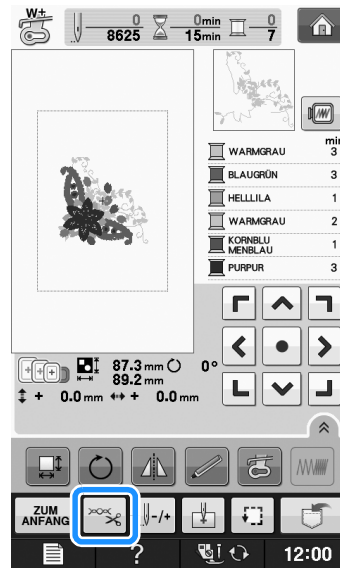 W+
0
8625
0min
15min
0
7
min
WARMGRAU 3
BLAUGRÜN 3
HELLLILA 1
WARMGRAU 2
KORNBLU
MENBLAU 1
PURPUR 3
87.3 mm 0°
89.2 mm
+ 0.0 mm + 0.0 mm
ZUM
ANFANG
-/+
?
12:00